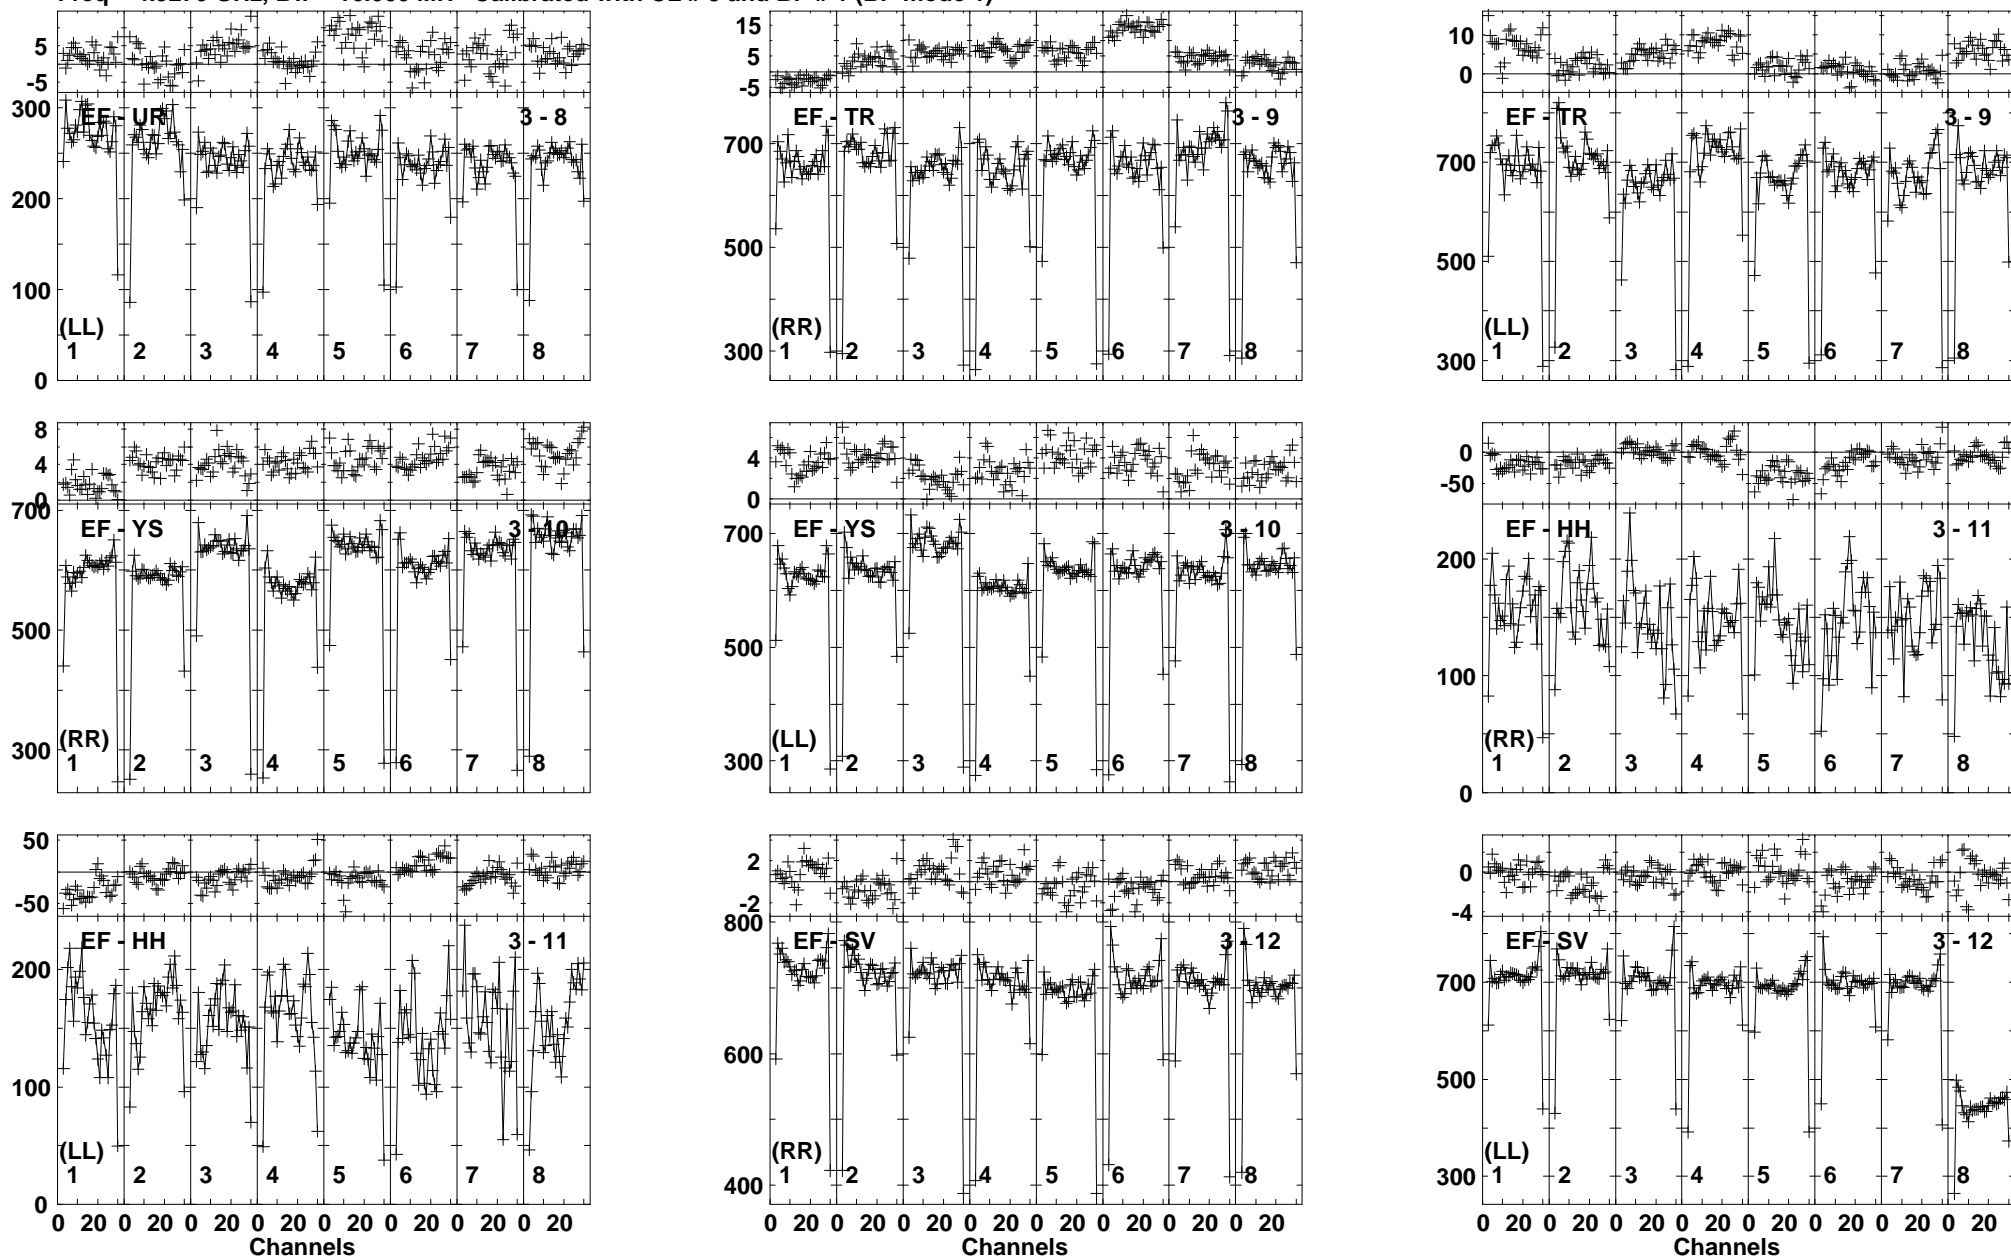 5 -5
15 5 -5
10 0
300 200 100 0
EF - UR 3 - 8
(LL)
1 2 3 4 5 6 7 8
700 500 300
EF - TR 3 - 9
(RR)
1 2 3 4 5 6 7 8
700 500 300
EF - TR 3 - 9
(LL)
1 2 3 4 5 6 7 8
8 4 0
4 0
0 -50
700 500 300
EF - YS 3 - 10
(RR)
1 2 3 4 5 6 7 8
700 500 300
EF - YS 3 - 10
(LL)
1 2 3 4 5 6 7 8
200 100 0
EF - HH 3 - 11
(RR)
1 2 3 4 5 6 7 8
50 -50
2 -2
0 -4
200 100 0
EF - HH 3 - 11
(LL)
1 2 3 4 5 6 7 8
800 600 400
EF - SV 3 - 12
(RR)
1 2 3 4 5 6 7 8
700 500 300
EF - SV 3 - 12
(LL)
1 2 3 4 5 6 7 8
0 20 0 20 0 20 0 20 0 20 0 20 0 20 0 20
0 20 0 20 0 20 0 20 0 20 0 20 0 20 0 20
0 20 0 20 0 20 0 20 0 20 0 20 0 20 0 20
Channels
Channels